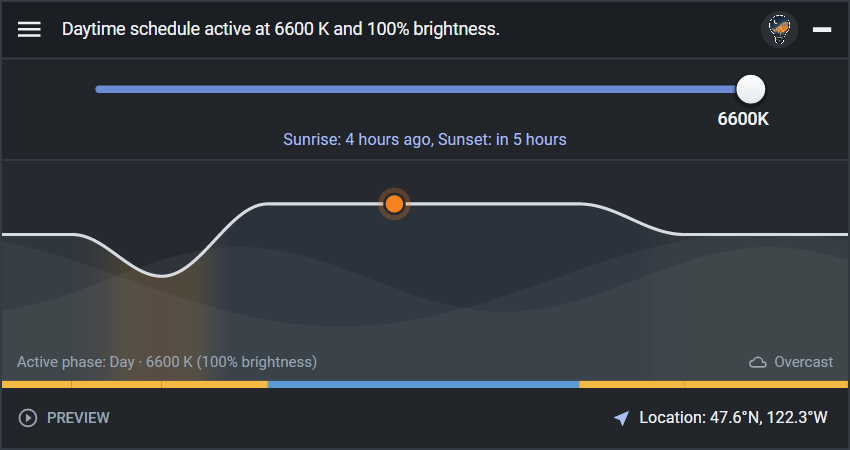 Daytime schedule active at 6600 K and 100% brightness.
6600K
Sunrise: 4 hours ago, Sunset: in 5 hours
Active phase: Day · 6600 K (100% brightness)
Overcast
PREVIEW
Location: 47.6°N, 122.3°W